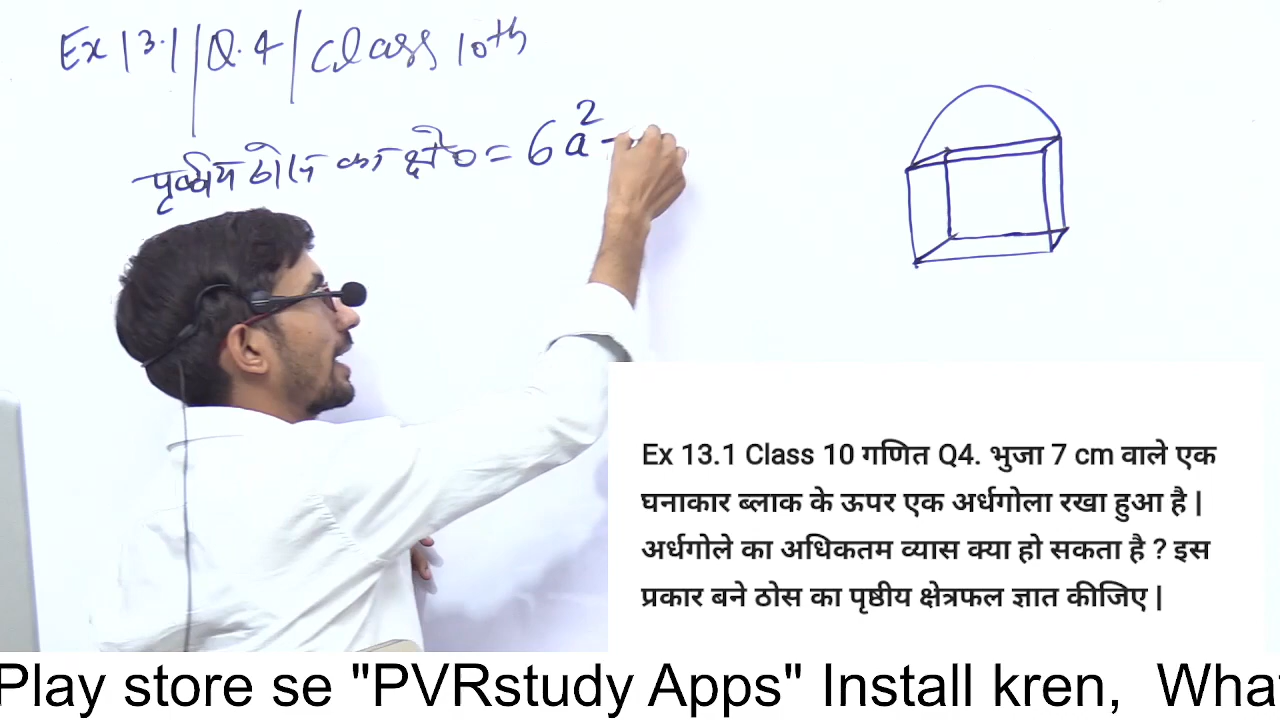 Ex 13.1 | Q.4 | Class 10th
पृष्ठीय ठोस का क्षे० = 6a²
Ex 13.1 Class 10 गणित Q4. भुजा 7 cm वाले एक
घनाकार ब्लाक के ऊपर एक अर्धगोला रखा हुआ है |
अर्धगोले का अधिकतम व्यास क्या हो सकता है ? इस
प्रकार बने ठोस का पृष्ठीय क्षेत्रफल ज्ञात कीजिए |
Play store se "PVRstudy Apps" Install kren, What